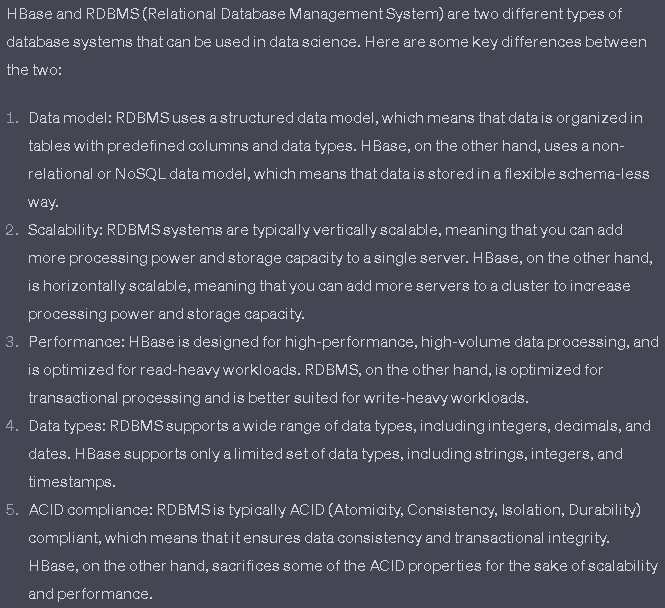 HBase and RDBMS (Relational Database Management System) are two different types of
database systems that can be used in data science. Here are some key differences between
the two:
1. Data model: RDBMS uses a structured data model, which means that data is organized in
tables with predefined columns and data types. HBase, on the other hand, uses a non-
relational or NoSQL data model, which means that data is stored in a flexible schema-less
way.
2. Scalability: RDBMS systems are typically vertically scalable, meaning that you can add
more processing power and storage capacity to a single server. HBase, on the other hand,
is horizontally scalable, meaning that you can add more servers to a cluster to increase
processing power and storage capacity.
3. Performance: HBase is designed for high-performance, high-volume data processing, and
is optimized for read-heavy workloads. RDBMS, on the other hand, is optimized for
transactional processing and is better suited for write-heavy workloads.
4. Data types: RDBMS supports a wide range of data types, including integers, decimals, and
dates. HBase supports only a limited set of data types, including strings, integers, and
timestamps.
5. ACID compliance: RDBMS is typically ACID (Atomicity, Consistency, Isolation, Durability)
compliant, which means that it ensures data consistency and transactional integrity.
HBase, on the other hand, sacrifices some of the ACID properties for the sake of scalability
and performance.